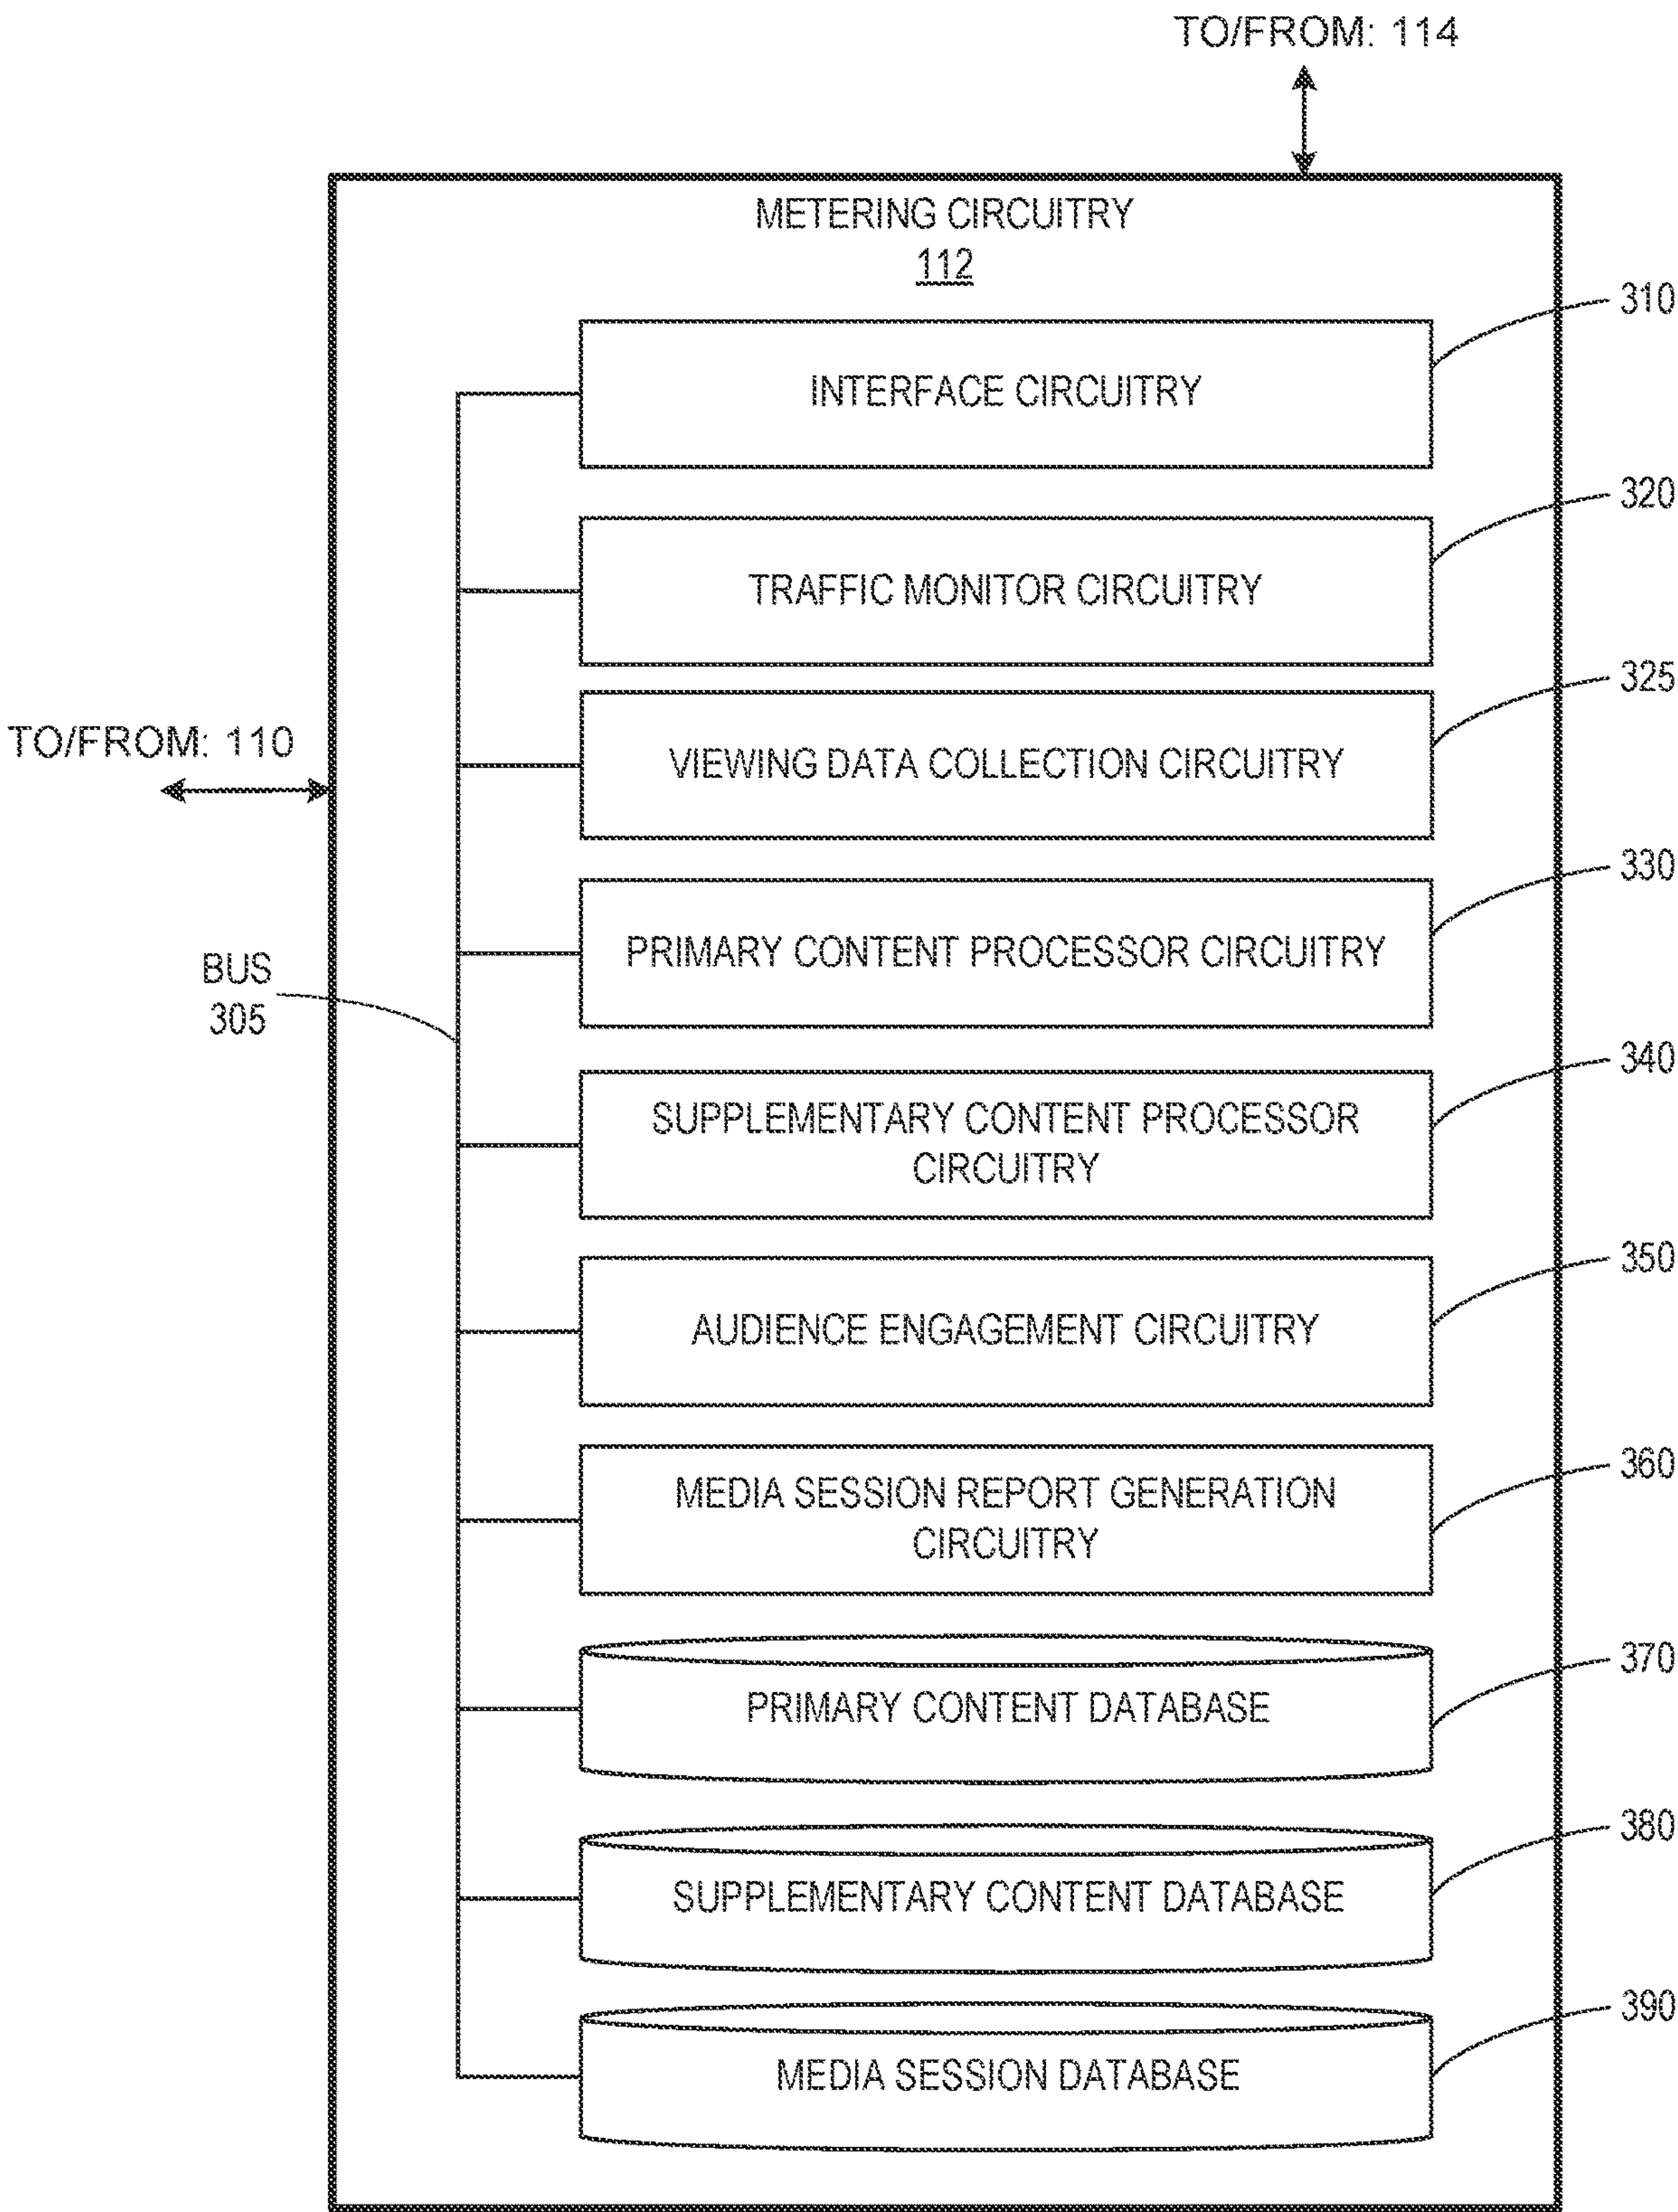 TO/FROM: 114
METERING CIRCUITRY
112
310
INTERFACE CIRCUITRY
320
TRAFFIC MONITOR CIRCUITRY
325
VIEWING DATA COLLECTION CIRCUITRY
TO/FROM: 110
330
PRIMARY CONTENT PROCESSOR CIRCUITRY
BUS
305
340
SUPPLEMENTARY CONTENT PROCESSOR
CIRCUITRY
350
AUDIENCE ENGAGEMENT CIRCUITRY
360
MEDIA SESSION REPORT GENERATION
CIRCUITRY
370
PRIMARY CONTENT DATABASE
380
SUPPLEMENTARY CONTENT DATABASE
390
MEDIA SESSION DATABASE